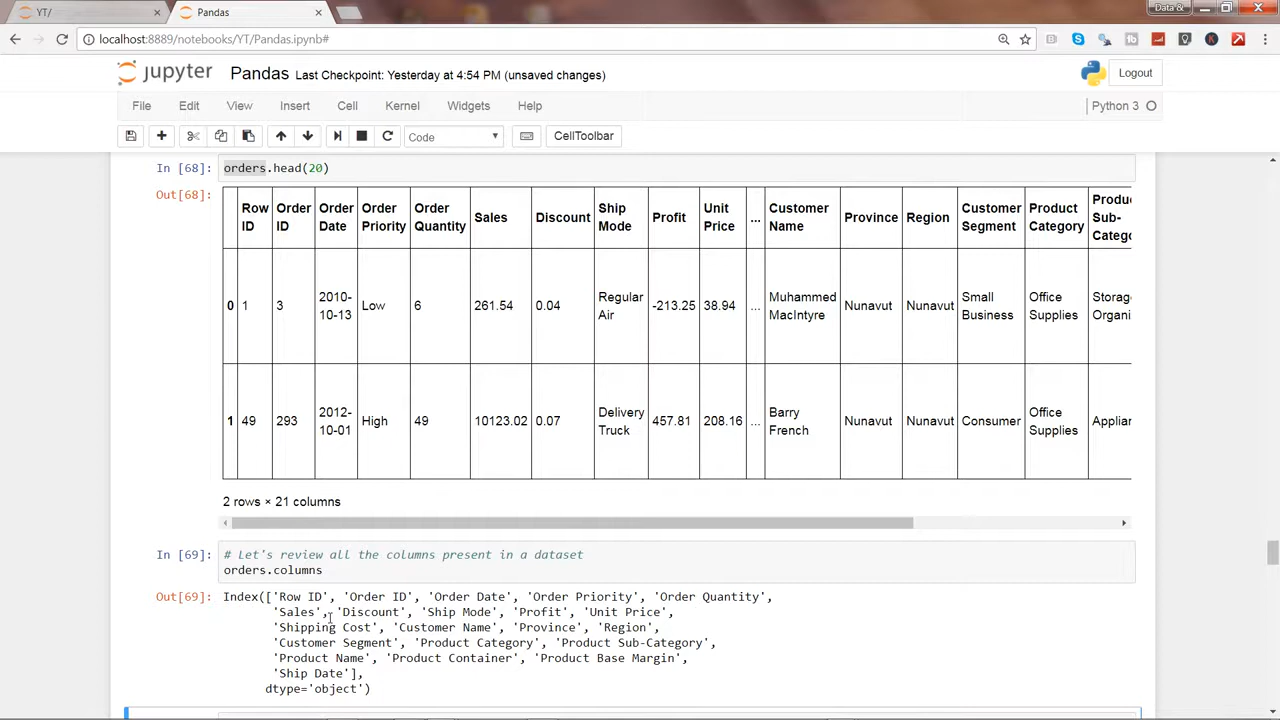 YT/
Pandas
Data &
localhost:8889/notebooks/YT/Pandas.ipynb#
jupyter Pandas Last Checkpoint: Yesterday at 4:54 PM (unsaved changes) Logout
File Edit View Insert Cell Kernel Widgets Help Python 3
Code CellToolbar
In [68]: orders.head(20)
Out[68]:
Row ID Order ID Order Date Order Priority Order Quantity Sales Discount Ship Mode Profit Unit Price ... Customer Name Province Region Customer Segment Product Category Produc Sub- Catego
0 1 3 2010-10-13 Low 6 261.54 0.04 Regular Air -213.25 38.94 ... Muhammed MacIntyre Nunavut Nunavut Small Business Office Supplies Storag Organi
1 49 293 2012-10-01 High 49 10123.02 0.07 Delivery Truck 457.81 208.16 ... Barry French Nunavut Nunavut Consumer Office Supplies Applian
2 rows × 21 columns
In [69]: # Let's review all the columns present in a dataset
orders.columns
Out[69]: Index(['Row ID', 'Order ID', 'Order Date', 'Order Priority', 'Order Quantity',
'Sales', 'Discount', 'Ship Mode', 'Profit', 'Unit Price',
'Shipping Cost', 'Customer Name', 'Province', 'Region',
'Customer Segment', 'Product Category', 'Product Sub-Category',
'Product Name', 'Product Container', 'Product Base Margin',
'Ship Date'],
dtype='object')